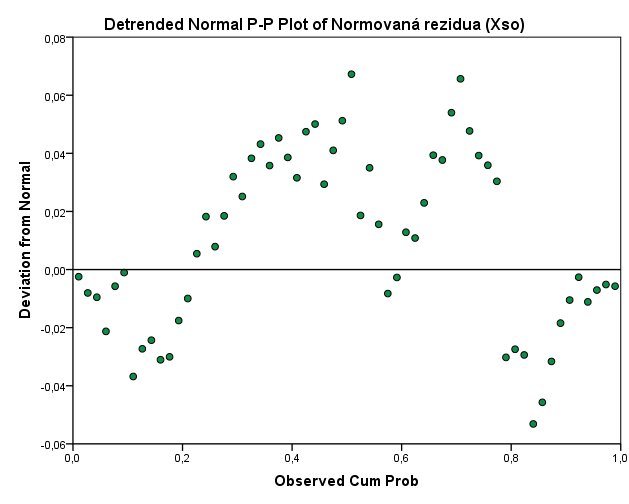 Detrended Normal P-P Plot of Normovaná rezidua (Xso)
Deviation from Normal
0,08
0,06
0,04
0,02
0,00
-0,02
-0,04
-0,06
0,0 0,2 0,4 0,6 0,8 1,0
Observed Cum Prob